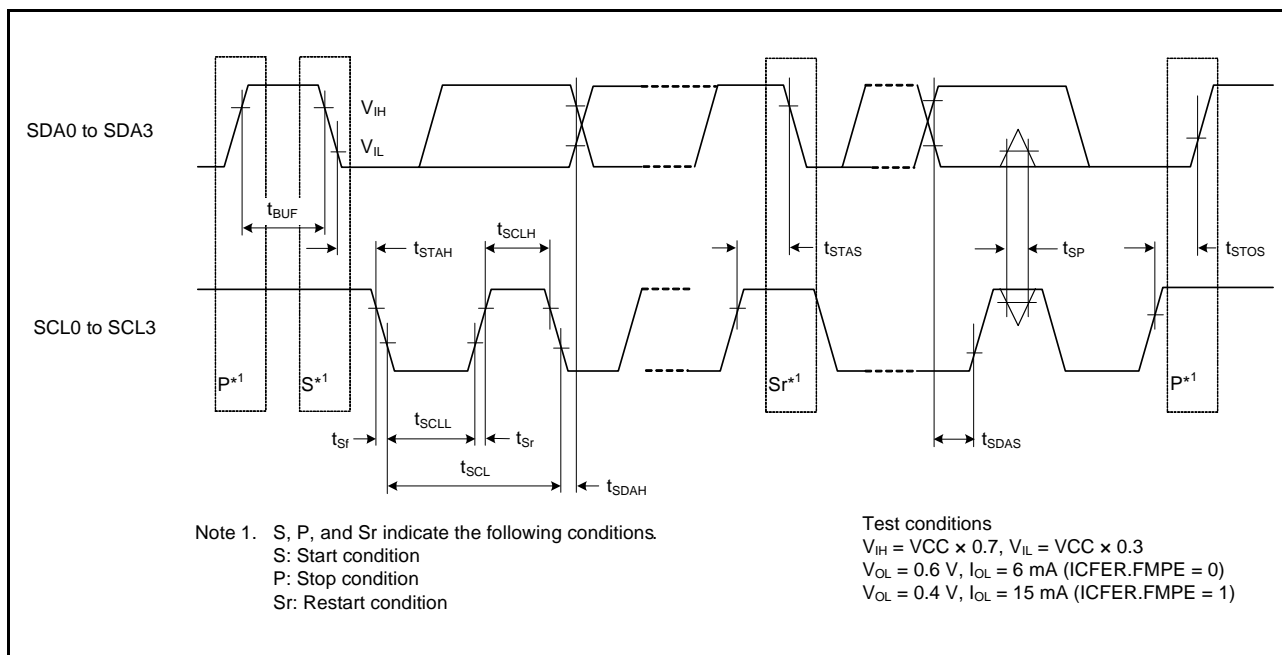 SDA0 to SDA3
VIH
VIL
tBUF
tSTAH
tSCLH
tSTAS
tSP
tSTOS
SCL0 to SCL3
P*1
S*1
Sr*1
P*1
tSf
tSCLL
tSr
tSDAS
tSCL
tSDAH
Note 1. S, P, and Sr indicate the following conditions.
S: Start condition
P: Stop condition
Sr: Restart condition
Test conditions
VIH = VCC × 0.7, VIL = VCC × 0.3
VOL = 0.6 V, IOL = 6 mA (ICFER.FMPE = 0)
VOL = 0.4 V, IOL = 15 mA (ICFER.FMPE = 1)